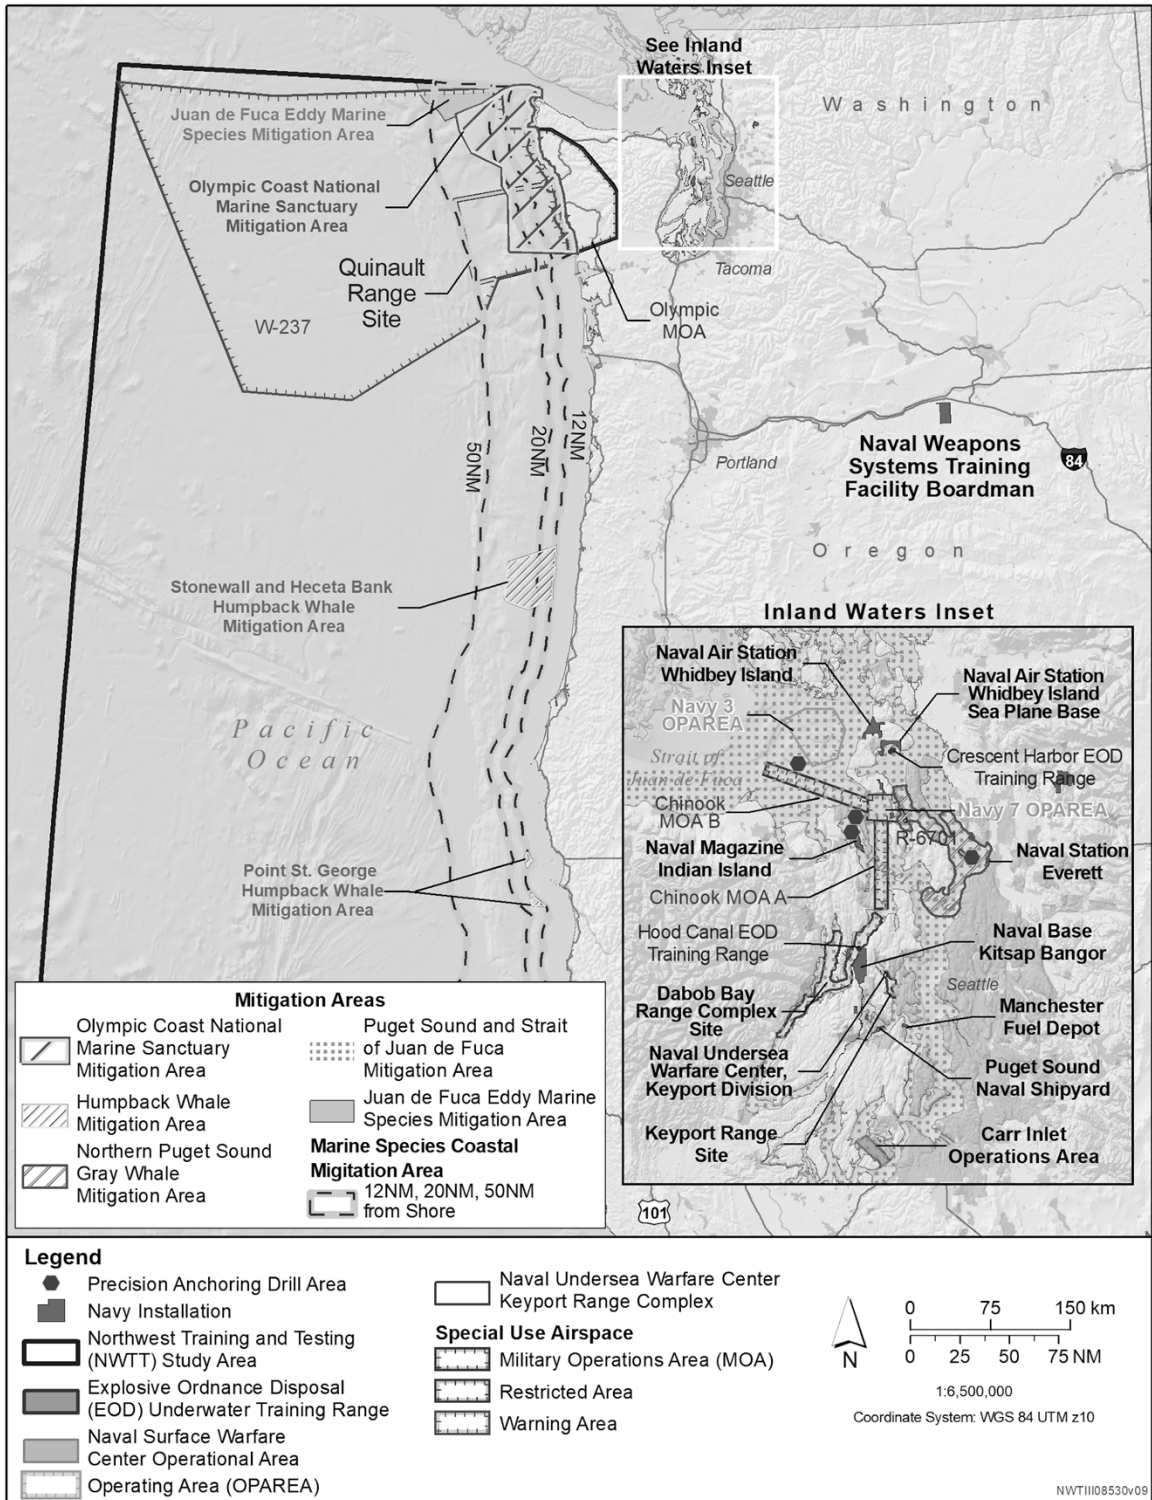 See Inland
Waters Inset
Washington
Juan de Fuca Eddy Marine
Species Mitigation Area
Olympic Coast National
Marine Sanctuary
Mitigation Area
Seattle
Quinault
Range
Site
Tacoma
W-237
Olympic
MOA
12NM
20NM
50NM
Naval Weapons
Systems Training
Facility Boardman
84
Portland
Oregon
Stonewall and Heceta Bank
Humpback Whale
Mitigation Area
Pacific
Ocean
Point St. George
Humpback Whale
Mitigation Area
Inland Waters Inset
Naval Air Station
Whidbey Island
Naval Air Station
Whidbey Island
Sea Plane Base
Navy 3
OPAREA
Strait of
Juan de Fuca
Crescent Harbor EOD
Training Range
Chinook
MOA B
Navy 7 OPAREA
R-6701
Naval Magazine
Indian Island
Naval Station
Everett
Chinook MOA A
Hood Canal EOD
Training Range
Naval Base
Kitsap Bangor
Seattle
Dabob Bay
Range Complex
Site
Manchester
Fuel Depot
Naval Undersea
Warfare Center,
Keyport Division
Puget Sound
Naval Shipyard
Keyport Range
Site
Carr Inlet
Operations Area
101
Mitigation Areas
Olympic Coast National
Marine Sanctuary
Mitigation Area
Humpback Whale
Mitigation Area
Northern Puget Sound
Gray Whale
Mitigation Area
Puget Sound and Strait
of Juan de Fuca
Mitigation Area
Juan de Fuca Eddy Marine
Species Mitigation Area
Marine Species Coastal
Migitation Area
12NM, 20NM, 50NM
from Shore
Legend
Precision Anchoring Drill Area
Navy Installation
Northwest Training and Testing
(NWTT) Study Area
Explosive Ordnance Disposal
(EOD) Underwater Training Range
Naval Surface Warfare
Center Operational Area
Operating Area (OPAREA)
Naval Undersea Warfare Center
Keyport Range Complex
Special Use Airspace
Military Operations Area (MOA)
Restricted Area
Warning Area
N
0 75 150 km
0 25 50 75 NM
1:6,500,000
Coordinate System: WGS 84 UTM z10
NWTIII08530v09